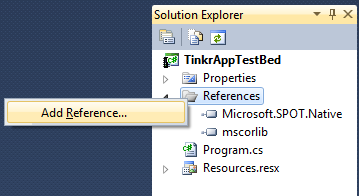 Solution Explorer
TinkrAppTestBed
Properties
References
Add Reference...
Microsoft.SPOT.Native
mscorlib
Program.cs
Resources.resx